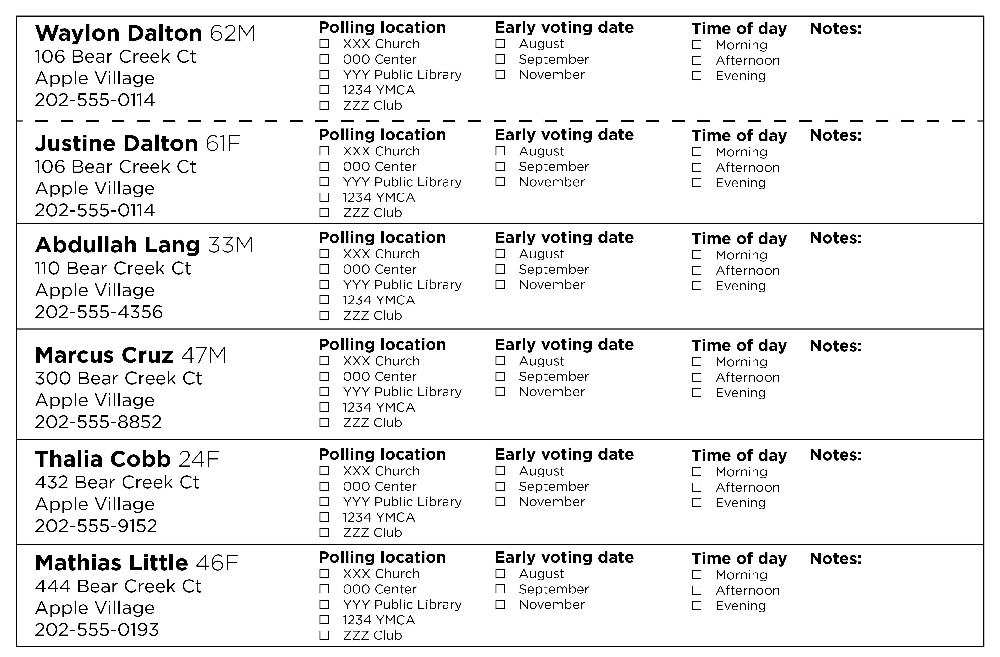 Waylon Dalton 62M
106 Bear Creek Ct
Apple Village
202-555-0114
Polling location
XXX Church
000 Center
YYY Public Library
1234 YMCA
ZZZ Club
Early voting date
August
September
November
Time of day
Morning
Afternoon
Evening
Notes:
Justine Dalton 61F
106 Bear Creek Ct
Apple Village
202-555-0114
Polling location
XXX Church
000 Center
YYY Public Library
1234 YMCA
ZZZ Club
Early voting date
August
September
November
Time of day
Morning
Afternoon
Evening
Notes:
Abdullah Lang 33M
110 Bear Creek Ct
Apple Village
202-555-4356
Polling location
XXX Church
000 Center
YYY Public Library
1234 YMCA
ZZZ Club
Early voting date
August
September
November
Time of day
Morning
Afternoon
Evening
Notes:
Marcus Cruz 47M
300 Bear Creek Ct
Apple Village
202-555-8852
Polling location
XXX Church
000 Center
YYY Public Library
1234 YMCA
ZZZ Club
Early voting date
August
September
November
Time of day
Morning
Afternoon
Evening
Notes:
Thalia Cobb 24F
432 Bear Creek Ct
Apple Village
202-555-9152
Polling location
XXX Church
000 Center
YYY Public Library
1234 YMCA
ZZZ Club
Early voting date
August
September
November
Time of day
Morning
Afternoon
Evening
Notes:
Mathias Little 46F
444 Bear Creek Ct
Apple Village
202-555-0193
Polling location
XXX Church
000 Center
YYY Public Library
1234 YMCA
ZZZ Club
Early voting date
August
September
November
Time of day
Morning
Afternoon
Evening
Notes: